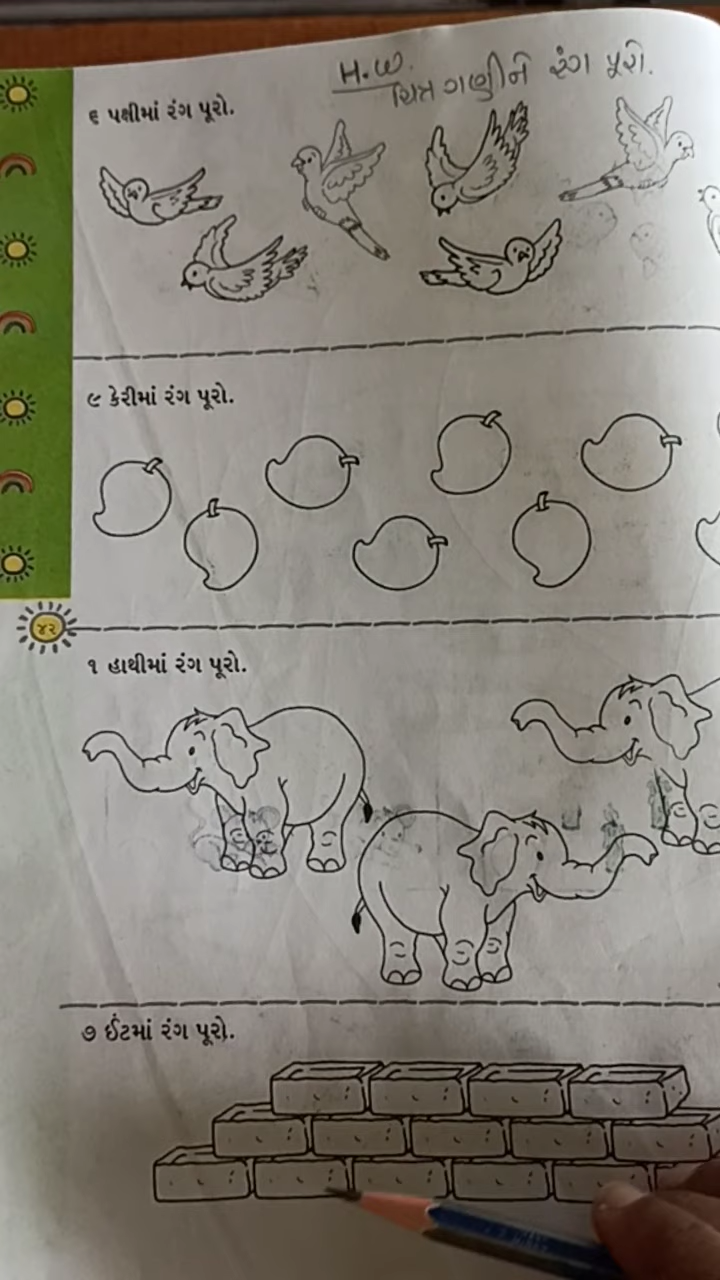 H.W.
ચિત્ર ગણીને રંગ પૂરો.
૬ પક્ષીમાં રંગ પૂરો.
૯ કેરીમાં રંગ પૂરો.
૪૨
૧ હાથીમાં રંગ પૂરો.
૭ ઈંટમાં રંગ પૂરો.